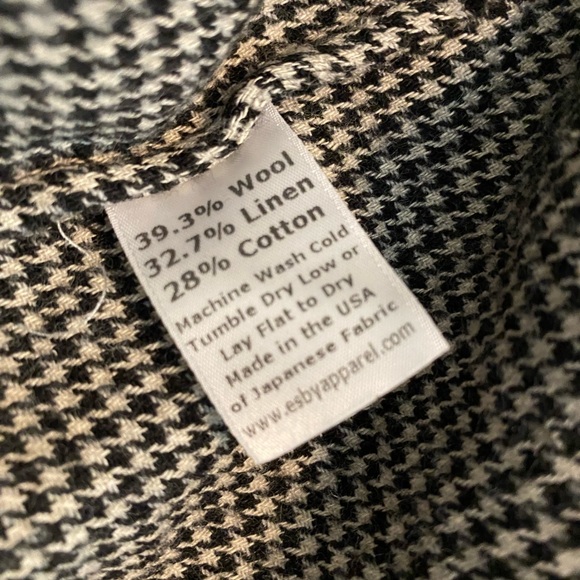 39.3% Wool
32.7% Linen
28% Cotton
Machine Wash Cold
Tumble Dry Low or
Lay Flat to Dry
Made in the USA
of Japanese Fabric
www.esbyapparel.com